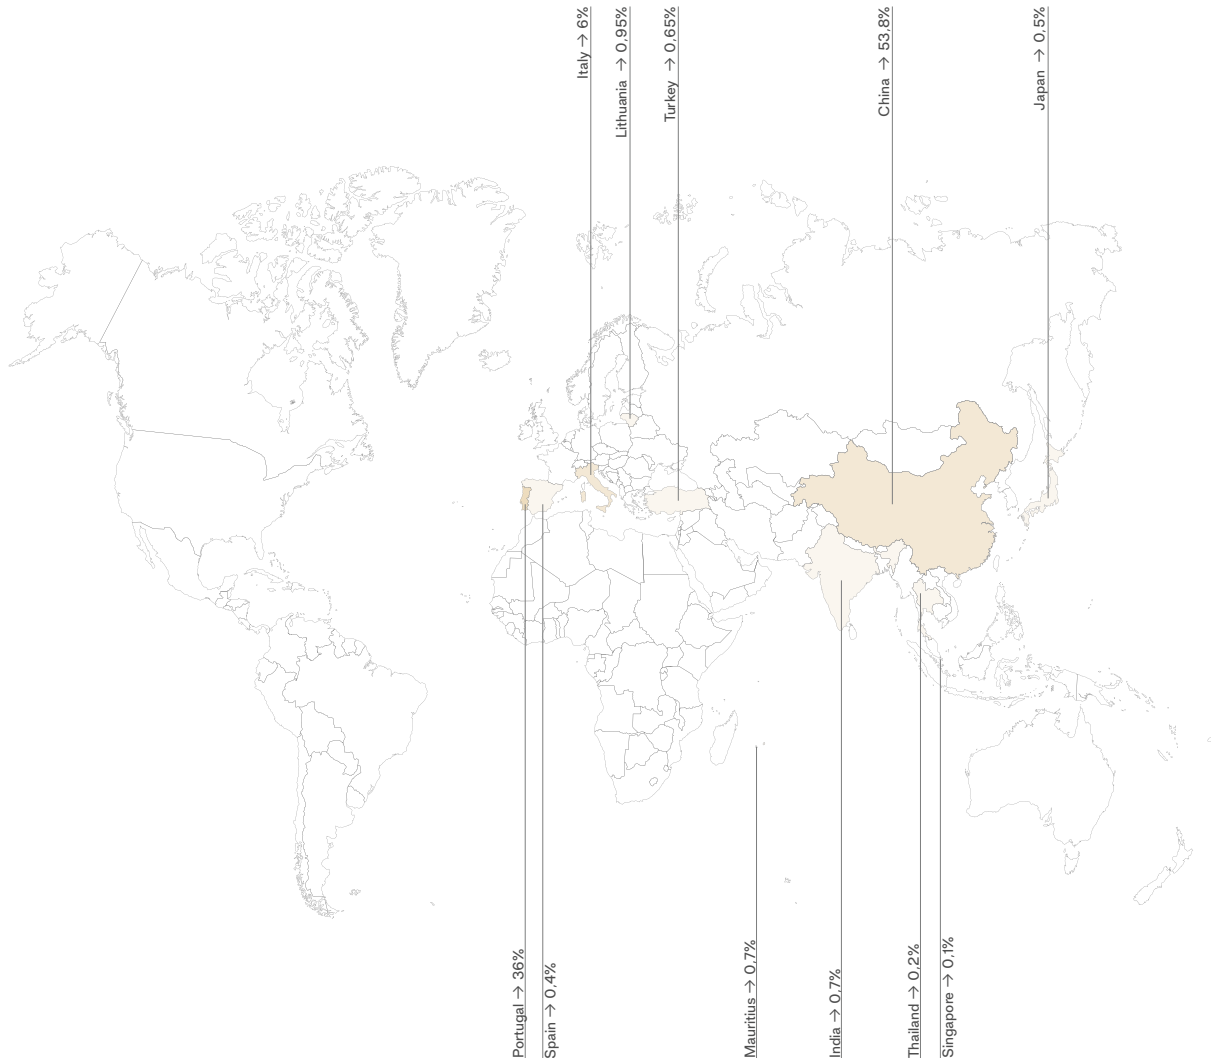 Italy → 6%
Lithuania → 0,95%
Turkey → 0,65%
China → 53,8%
Japan → 0,5%
Portugal → 36%
Spain → 0,4%
Mauritius → 0,7%
India → 0,7%
Thailand → 0,2%
Singapore → 0,1%